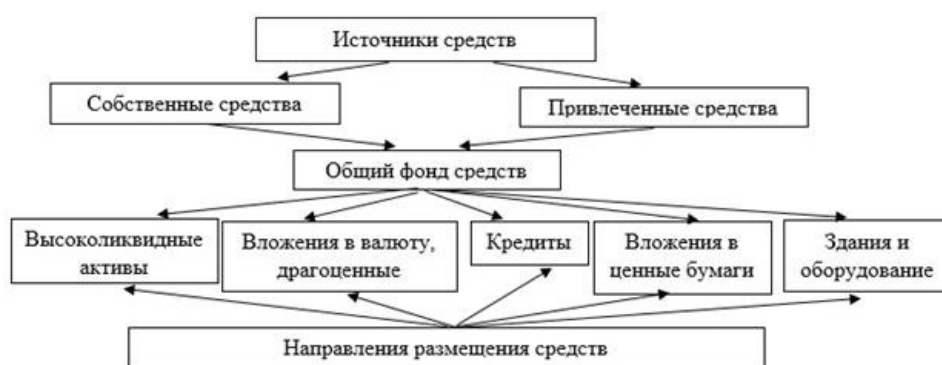 Источники средств
Собственные средства
Привлеченные средства
Общий фонд средств
Высоколиквидные
активы
Вложения в валюту,
драгоценные
Кредиты
Вложения в
ценные бумаги
Здания и
оборудование
Направления размещения средств